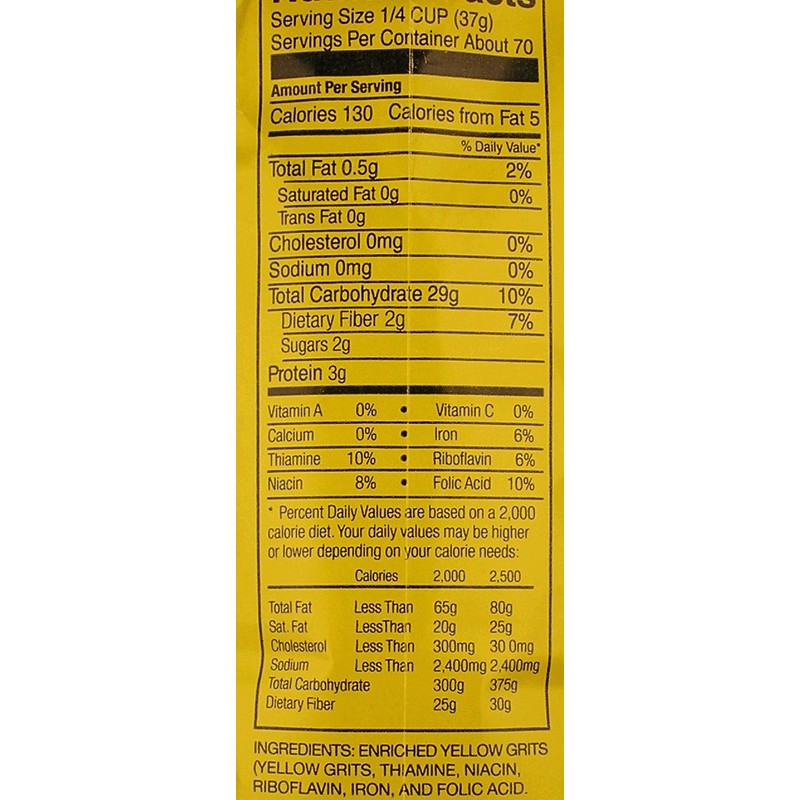 Serving Size 1/4 CUP (37g)
Servings Per Container About 70
Amount Per Serving
Calories 130 Calories from Fat 5
% Daily Value*
Total Fat 0.5g 2%
Saturated Fat 0g 0%
Trans Fat 0g
Cholesterol 0mg 0%
Sodium 0mg 0%
Total Carbohydrate 29g 10%
Dietary Fiber 2g 7%
Sugars 2g
Protein 3g
Vitamin A 0% • Vitamin C 0%
Calcium 0% • Iron 6%
Thiamine 10% • Riboflavin 6%
Niacin 8% • Folic Acid 10%
* Percent Daily Values are based on a 2,000
calorie diet. Your daily values may be higher
or lower depending on your calorie needs:
Calories 2,000 2,500
Total Fat Less Than 65g 80g
Sat. Fat LessThan 20g 25g
Cholesterol Less Than 300mg 30 0mg
Sodium Less Than 2,400mg 2,400mg
Total Carbohydrate 300g 375g
Dietary Fiber 25g 30g
INGREDIENTS: ENRICHED YELLOW GRITS
(YELLOW GRITS, THIAMINE, NIACIN,
RIBOFLAVIN, IRON, AND FOLIC ACID.